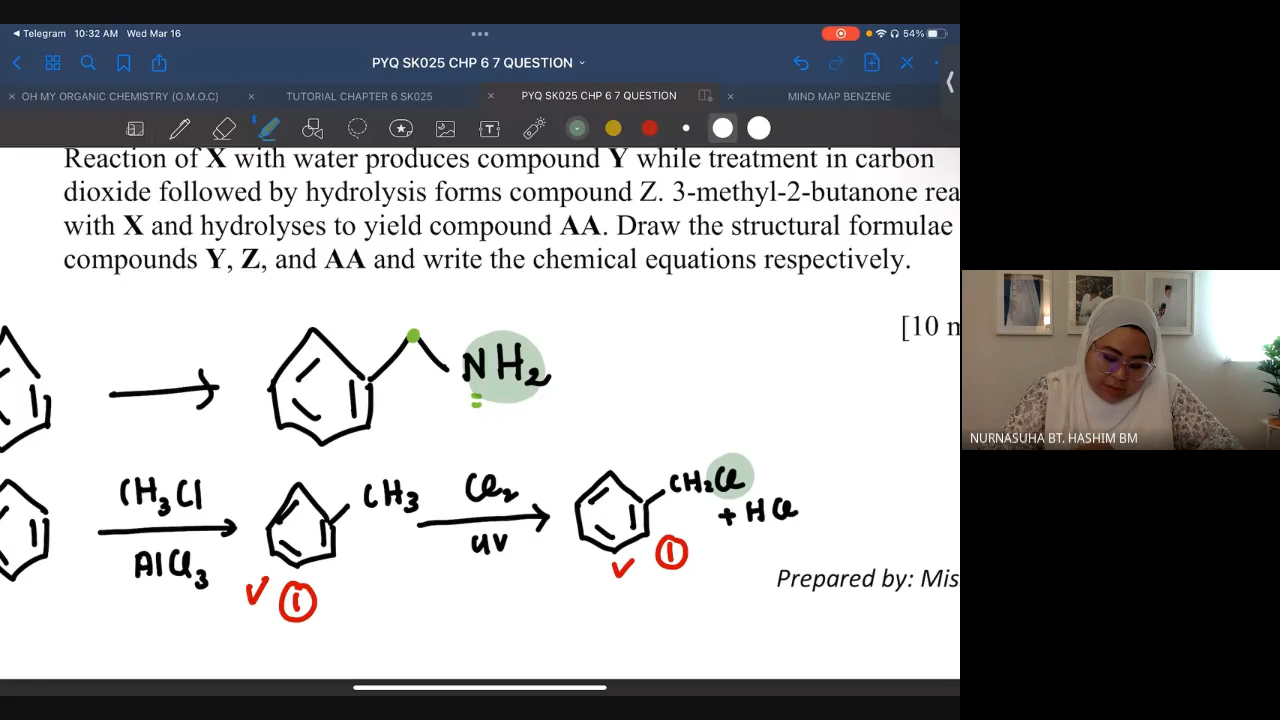 Telegram 10:32 AM Wed Mar 16
54%
PYQ SK025 CHP 6 7 QUESTION
OH MY ORGANIC CHEMISTRY (O.M.O.C)
TUTORIAL CHAPTER 6 SK025
PYQ SK025 CHP 6 7 QUESTION
MIND MAP BENZENE
Reaction of X with water produces compound Y while treatment in carbon
dioxide followed by hydrolysis forms compound Z. 3-methyl-2-butanone rea
with X and hydrolyses to yield compound AA. Draw the structural formulae
compounds Y, Z, and AA and write the chemical equations respectively.
[10 m
NH2
CH3Cl
AlCl3
CH3
Cl2
uv
CH2Cl
+ HCl
1
1
Prepared by: Mis
NURNASUHA BT. HASHIM BM